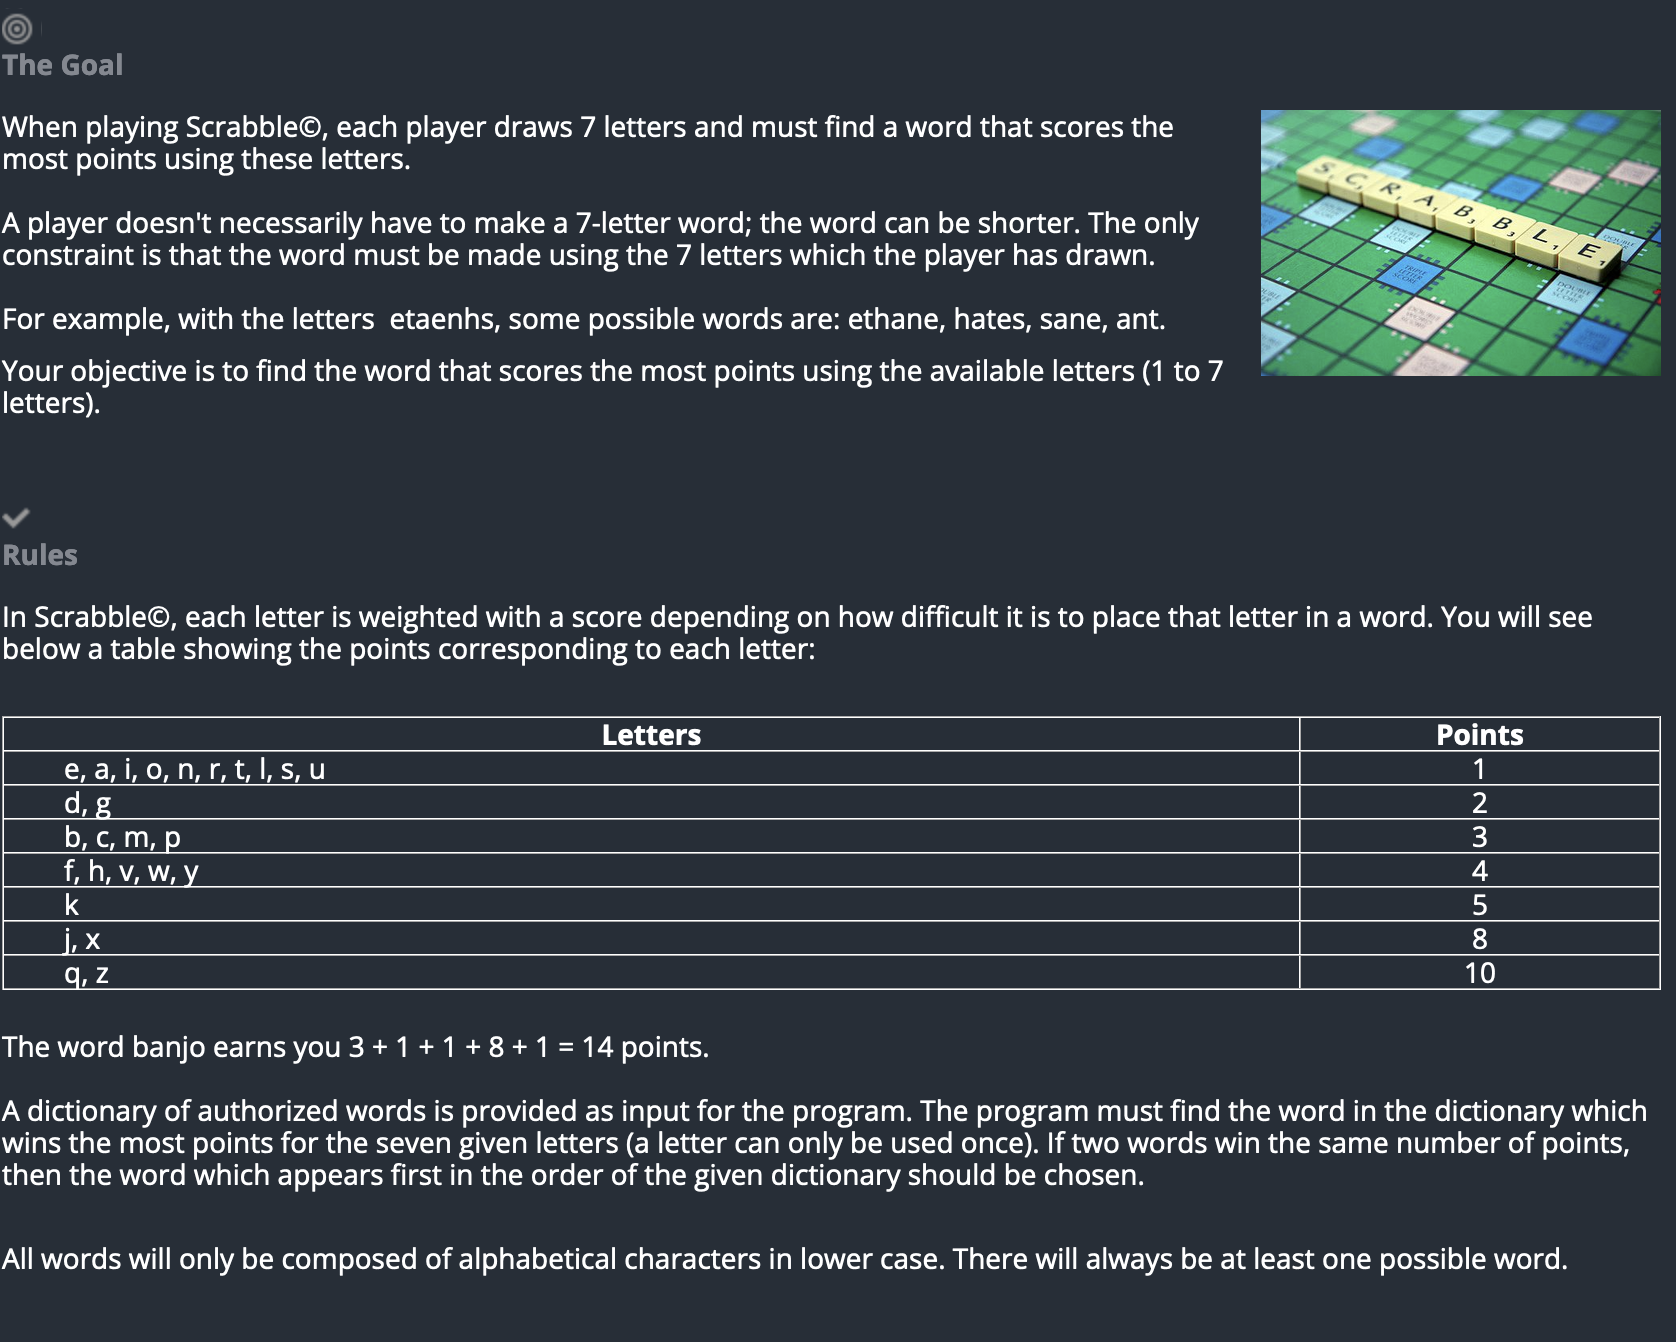 The Goal
When playing Scrabble©, each player draws 7 letters and must find a word that scores the
most points using these letters.
A player doesn't necessarily have to make a 7-letter word; the word can be shorter. The only
constraint is that the word must be made using the 7 letters which the player has drawn.
For example, with the letters  etaenhs, some possible words are: ethane, hates, sane, ant.
Your objective is to find the word that scores the most points using the available letters (1 to 7
letters).
S C R A B B L E
Rules
In Scrabble©, each letter is weighted with a score depending on how difficult it is to place that letter in a word. You will see
below a table showing the points corresponding to each letter:
Letters Points
e, a, i, o, n, r, t, l, s, u 1
d, g 2
b, c, m, p 3
f, h, v, w, y 4
k 5
j, x 8
q, z 10
The word banjo earns you 3 + 1 + 1 + 8 + 1 = 14 points.
A dictionary of authorized words is provided as input for the program. The program must find the word in the dictionary which
wins the most points for the seven given letters (a letter can only be used once). If two words win the same number of points,
then the word which appears first in the order of the given dictionary should be chosen.
All words will only be composed of alphabetical characters in lower case. There will always be at least one possible word.